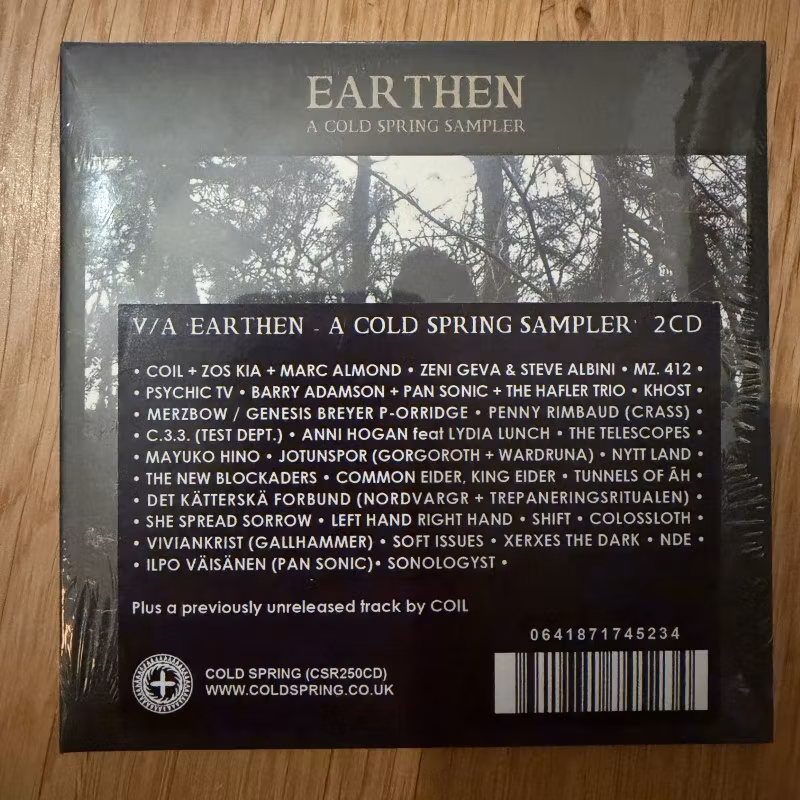 EARTHEN
A COLD SPRING SAMPLER
V/A 'EARTHEN - A COLD SPRING SAMPLER' 2CD
• COIL + ZOS KIA + MARC ALMOND • ZENI GEVA & STEVE ALBINI • MZ. 412 •
• PSYCHIC TV • BARRY ADAMSON + PAN SONIC + THE HAFLER TRIO • KHOST •
• MERZBOW / GENESIS BREYER P-ORRIDGE • PENNY RIMBAUD (CRASS) •
• C.3.3. (TEST DEPT.) • ANNI HOGAN feat LYDIA LUNCH • THE TELESCOPES •
• MAYUKO HINO • JOTUNSPOR (GORGOROTH + WARDRUNA) • NYTT LAND •
• THE NEW BLOCKADERS • COMMON EIDER, KING EIDER • TUNNELS OF ĀH •
• DET KÄTTERSKÄ FORBUND (NORDVARGR + TREPANERINGSRITUALEN) •
• SHE SPREAD SORROW • LEFT HAND RIGHT HAND • SHIFT • COLOSSLOTH •
• VIVIANKRIST (GALLHAMMER) • SOFT ISSUES • XERXES THE DARK • NDE •
• ILPO VÄISÄNEN (PAN SONIC) • SONOLOGYST •
Plus a previously unreleased track by COIL
0641871745234
COLD SPRING (CSR250CD)
WWW.COLDSPRING.CO.UK